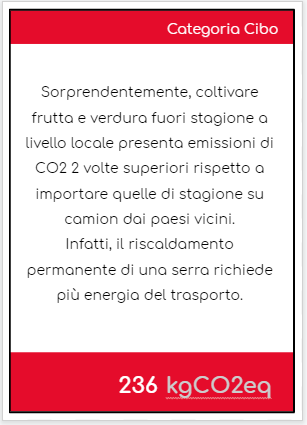 Categoria Cibo
Sorprendentemente, coltivare
frutta e verdura fuori stagione a
livello locale presenta emissioni di
CO2 2 volte superiori rispetto a
importare quelle di stagione su
camion dai paesi vicini.
Infatti, il riscaldamento
permanente di una serra richiede
più energia del trasporto.
236 kgCO2eq